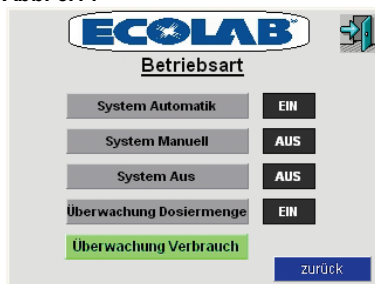 ECOLAB
Betriebsart
System Automatik EIN
System Manuell AUS
System Aus AUS
Überwachung Dosiermenge EIN
Überwachung Verbrauch
zurück